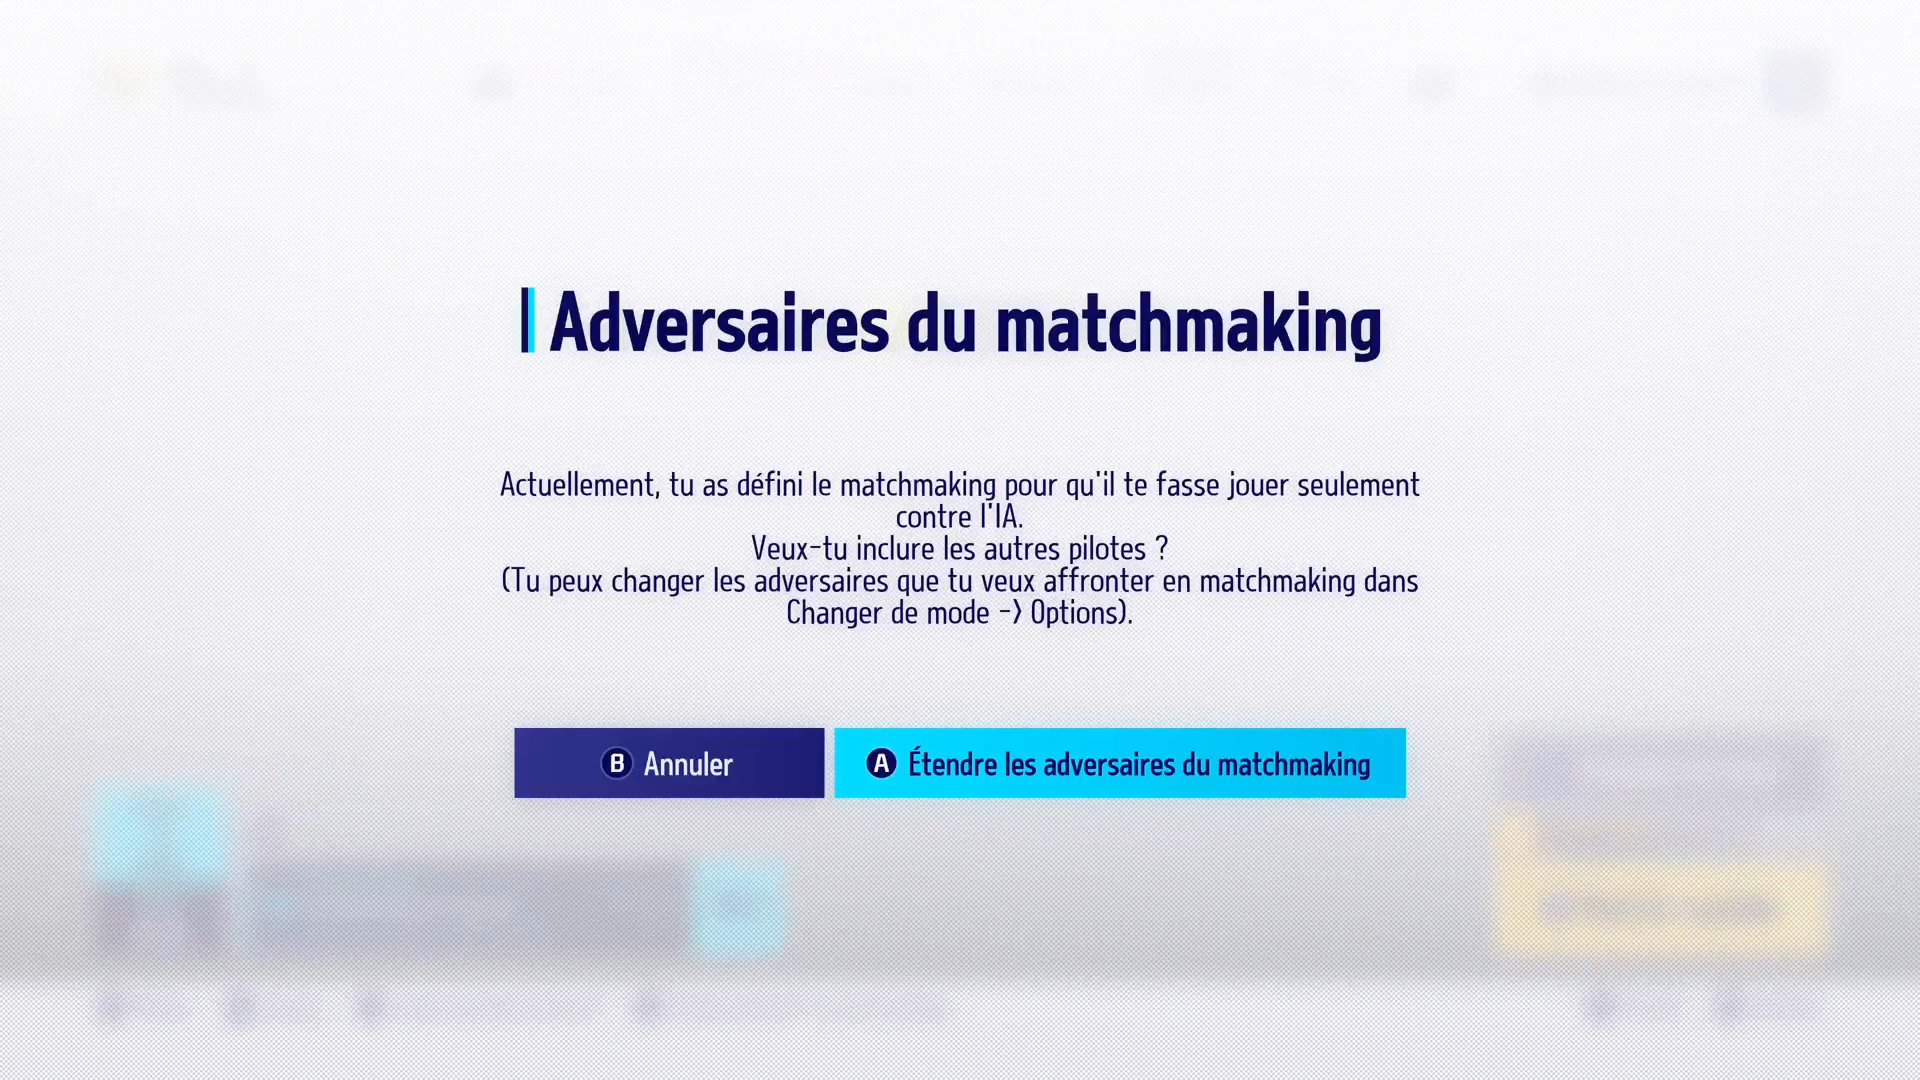 Adversaires du matchmaking
Actuellement, tu as défini le matchmaking pour qu'il te fasse jouer seulement
contre l'IA.
Veux-tu inclure les autres pilotes ?
(Tu peux changer les adversaires que tu veux affronter en matchmaking dans
Changer de mode -> Options).
B Annuler
A Étendre les adversaires du matchmaking